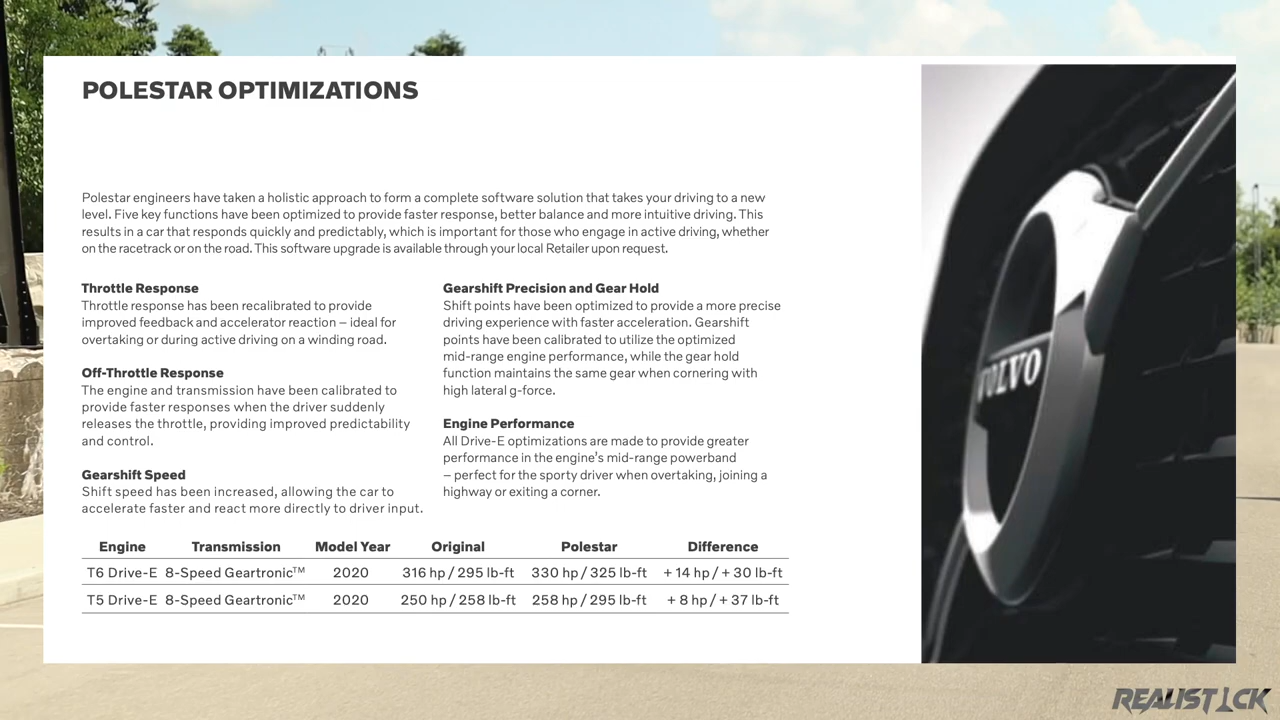 POLESTAR OPTIMIZATIONS
Polestar engineers have taken a holistic approach to form a complete software solution that takes your driving to a new
level. Five key functions have been optimized to provide faster response, better balance and more intuitive driving. This
results in a car that responds quickly and predictably, which is important for those who engage in active driving, whether
on the racetrack or on the road. This software upgrade is available through your local Retailer upon request.
Throttle Response
Throttle response has been recalibrated to provide
improved feedback and accelerator reaction – ideal for
overtaking or during active driving on a winding road.
Off-Throttle Response
The engine and transmission have been calibrated to
provide faster responses when the driver suddenly
releases the throttle, providing improved predictability
and control.
Gearshift Speed
Shift speed has been increased, allowing the car to
accelerate faster and react more directly to driver input.
Gearshift Precision and Gear Hold
Shift points have been optimized to provide a more precise
driving experience with faster acceleration. Gearshift
points have been calibrated to utilize the optimized
mid-range engine performance, while the gear hold
function maintains the same gear when cornering with
high lateral g-force.
Engine Performance
All Drive-E optimizations are made to provide greater
performance in the engine's mid-range powerband
– perfect for the sporty driver when overtaking, joining a
highway or exiting a corner.
Engine Transmission Model Year Original Polestar Difference
T6 Drive-E 8-Speed Geartronic™ 2020 316 hp / 295 lb-ft 330 hp / 325 lb-ft + 14 hp / + 30 lb-ft
T5 Drive-E 8-Speed Geartronic™ 2020 250 hp / 258 lb-ft 258 hp / 295 lb-ft + 8 hp / + 37 lb-ft
VOLVO
REALISTICK